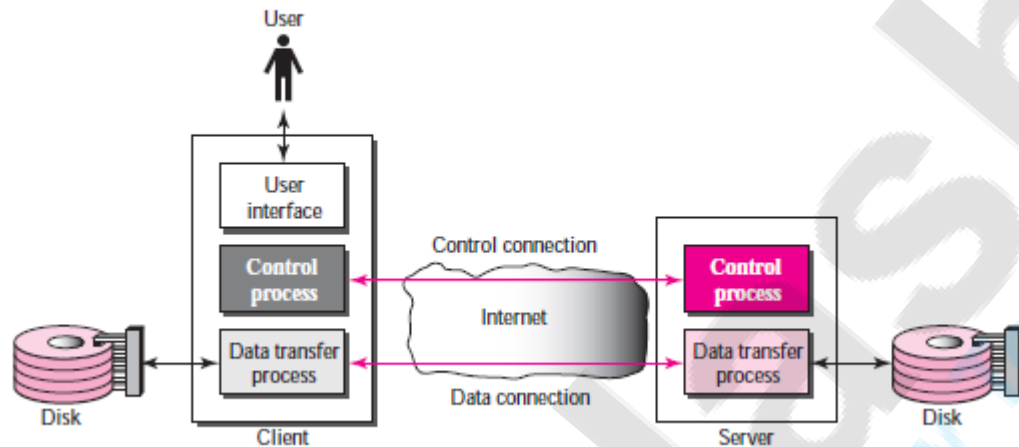 User
User
interface
Control
process
Control connection
Internet
Control
process
Data transfer
process
Data connection
Data transfer
process
Disk
Client
Server
Disk